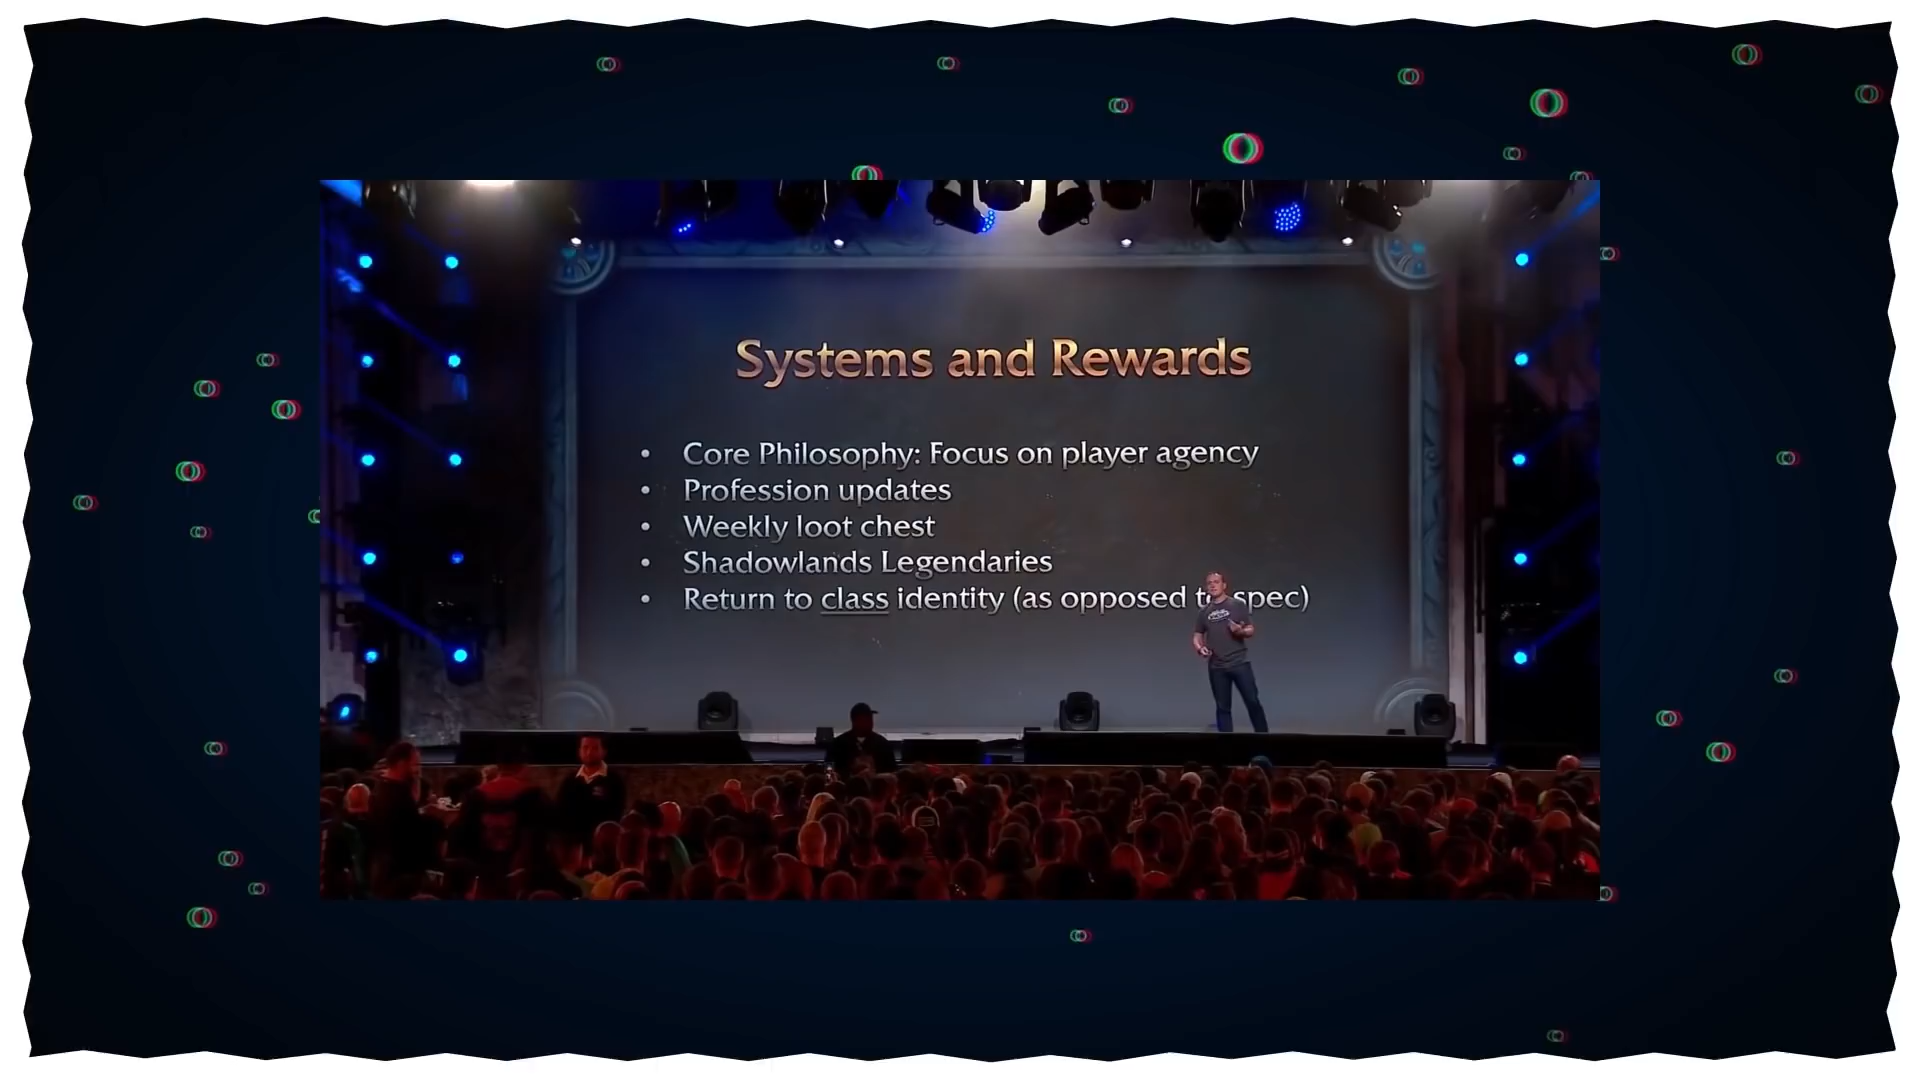 Systems and Rewards
• Core Philosophy: Focus on player agency
• Profession updates
• Weekly loot chest
• Shadowlands Legendaries
• Return to class identity (as opposed to spec)